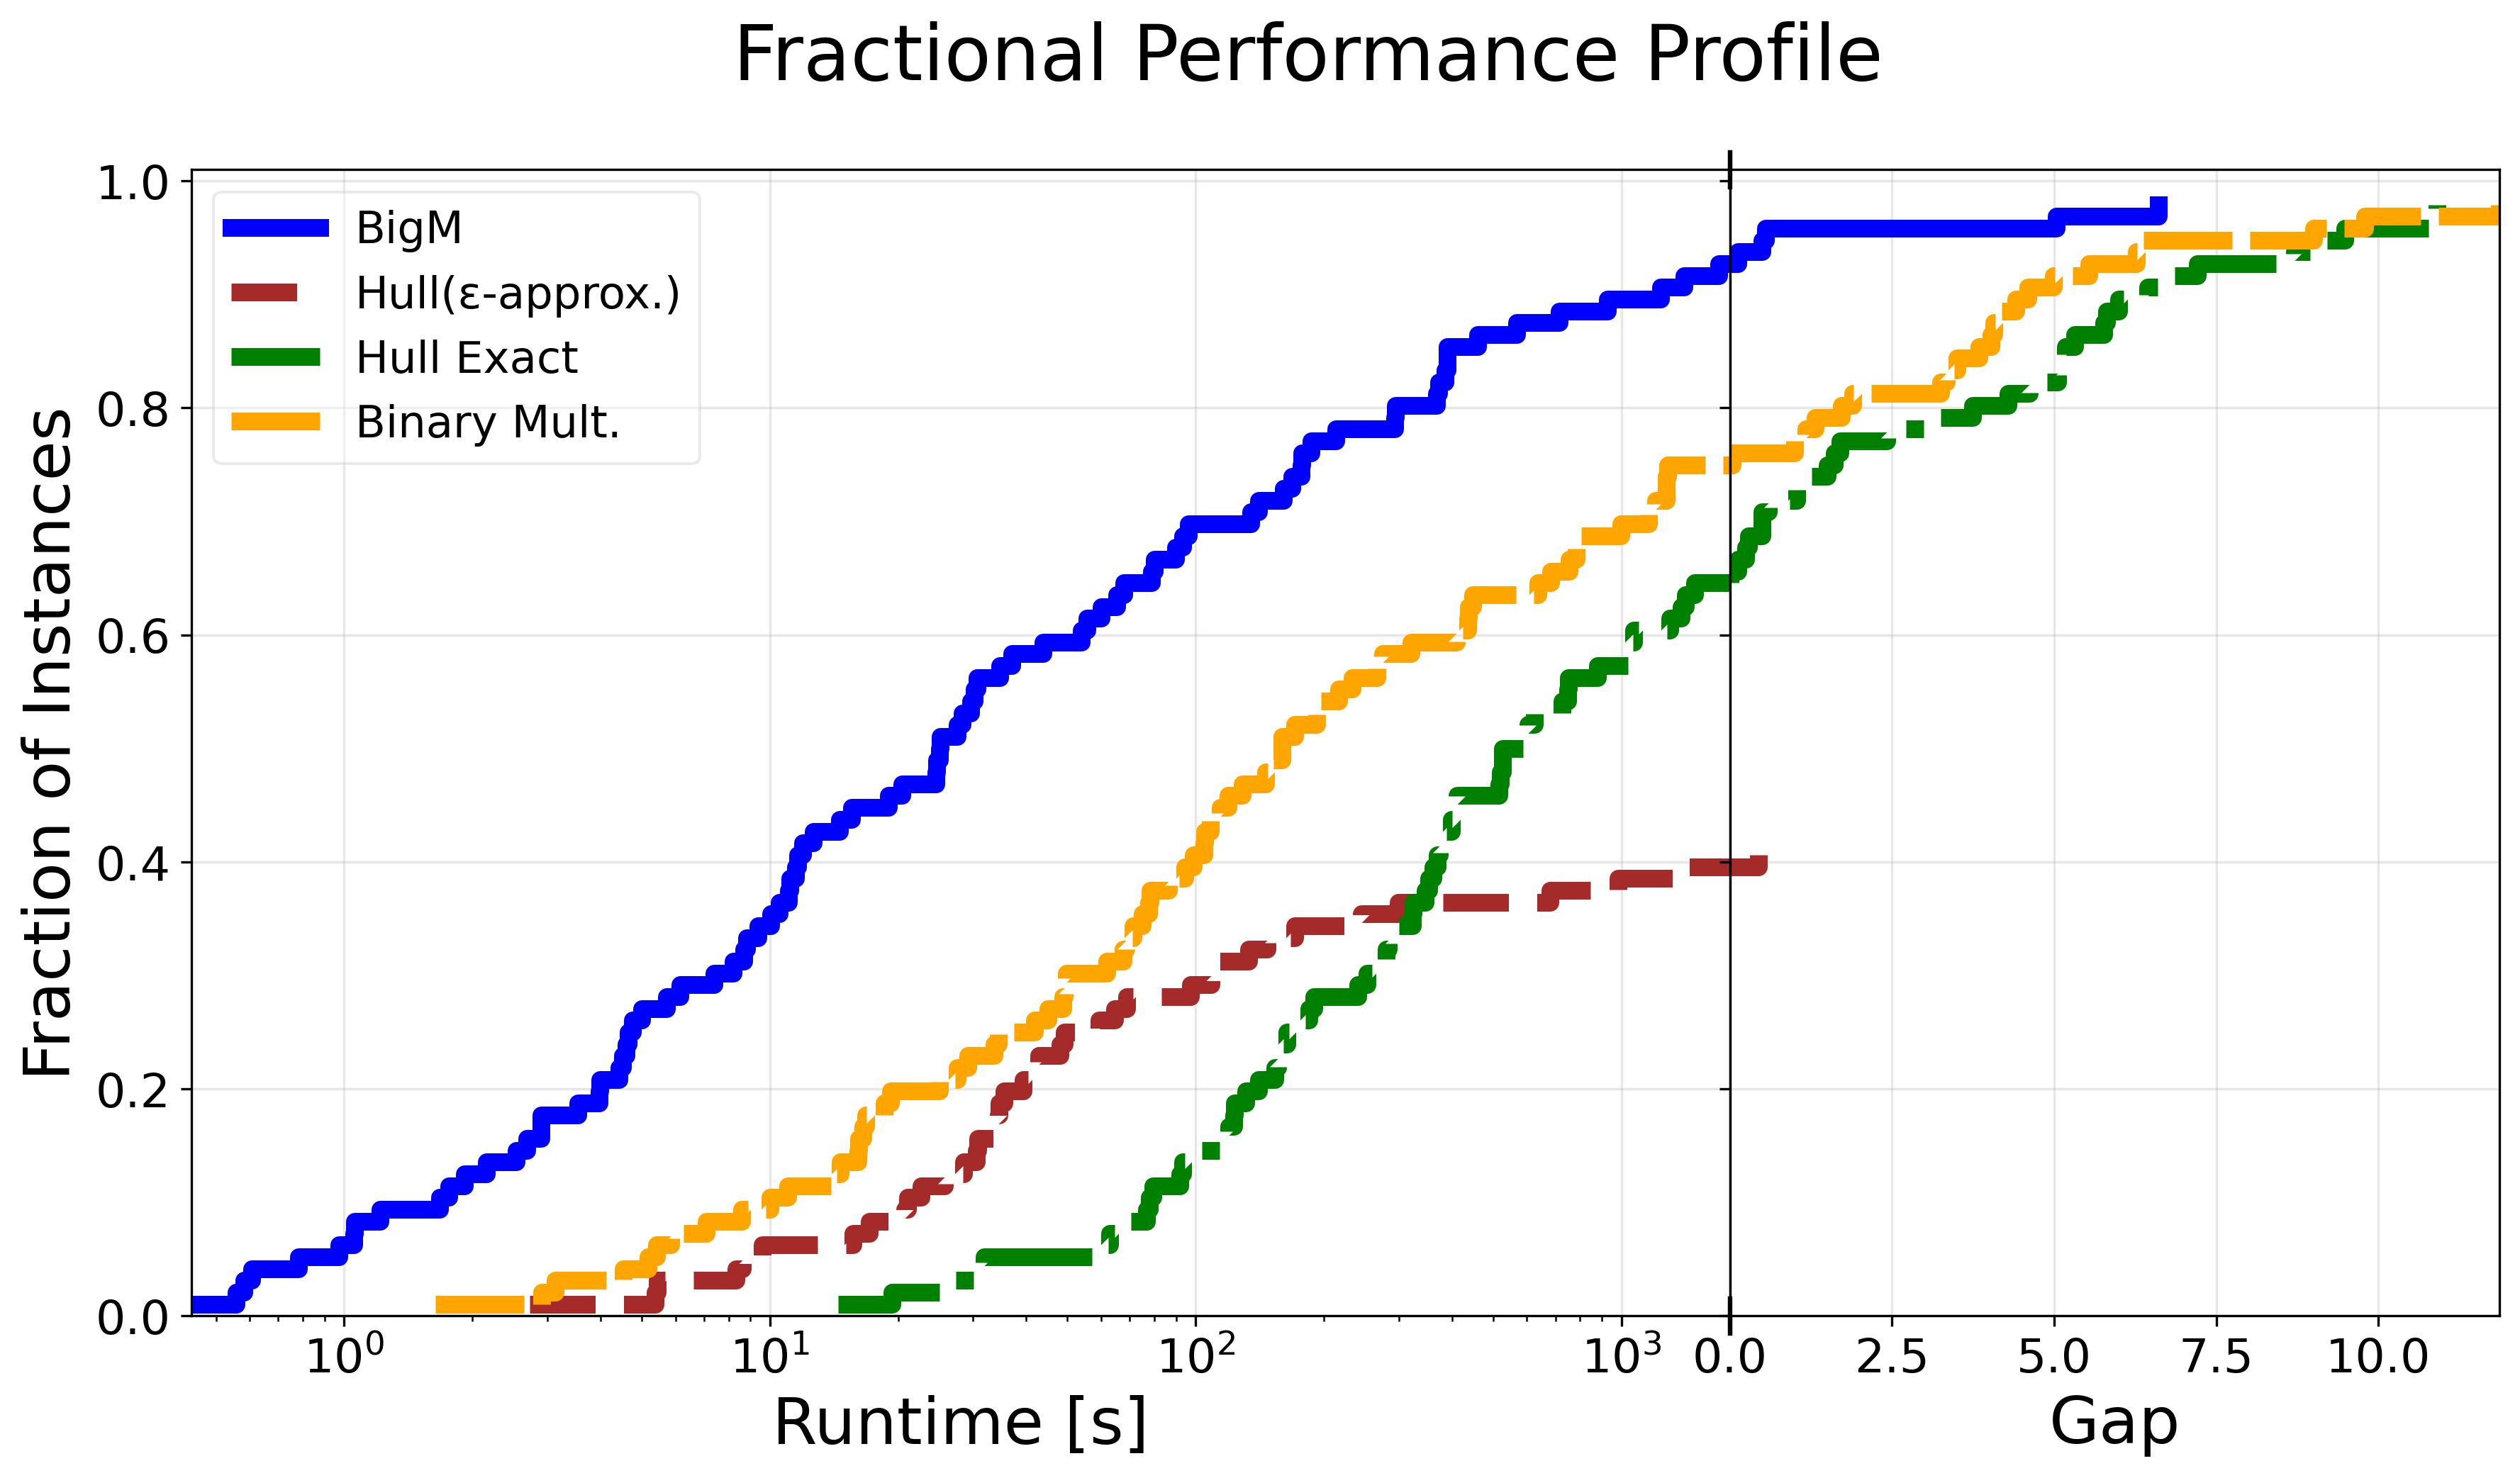 Fractional Performance Profile
BigM
Hull(ε-approx.)
Hull Exact
Binary Mult.
Fraction of Instances
1.0
0.8
0.6
0.4
0.2
0.0
10⁰ 10¹ 10² 10³ 0.0 2.5 5.0 7.5 10.0
Runtime [s] Gap